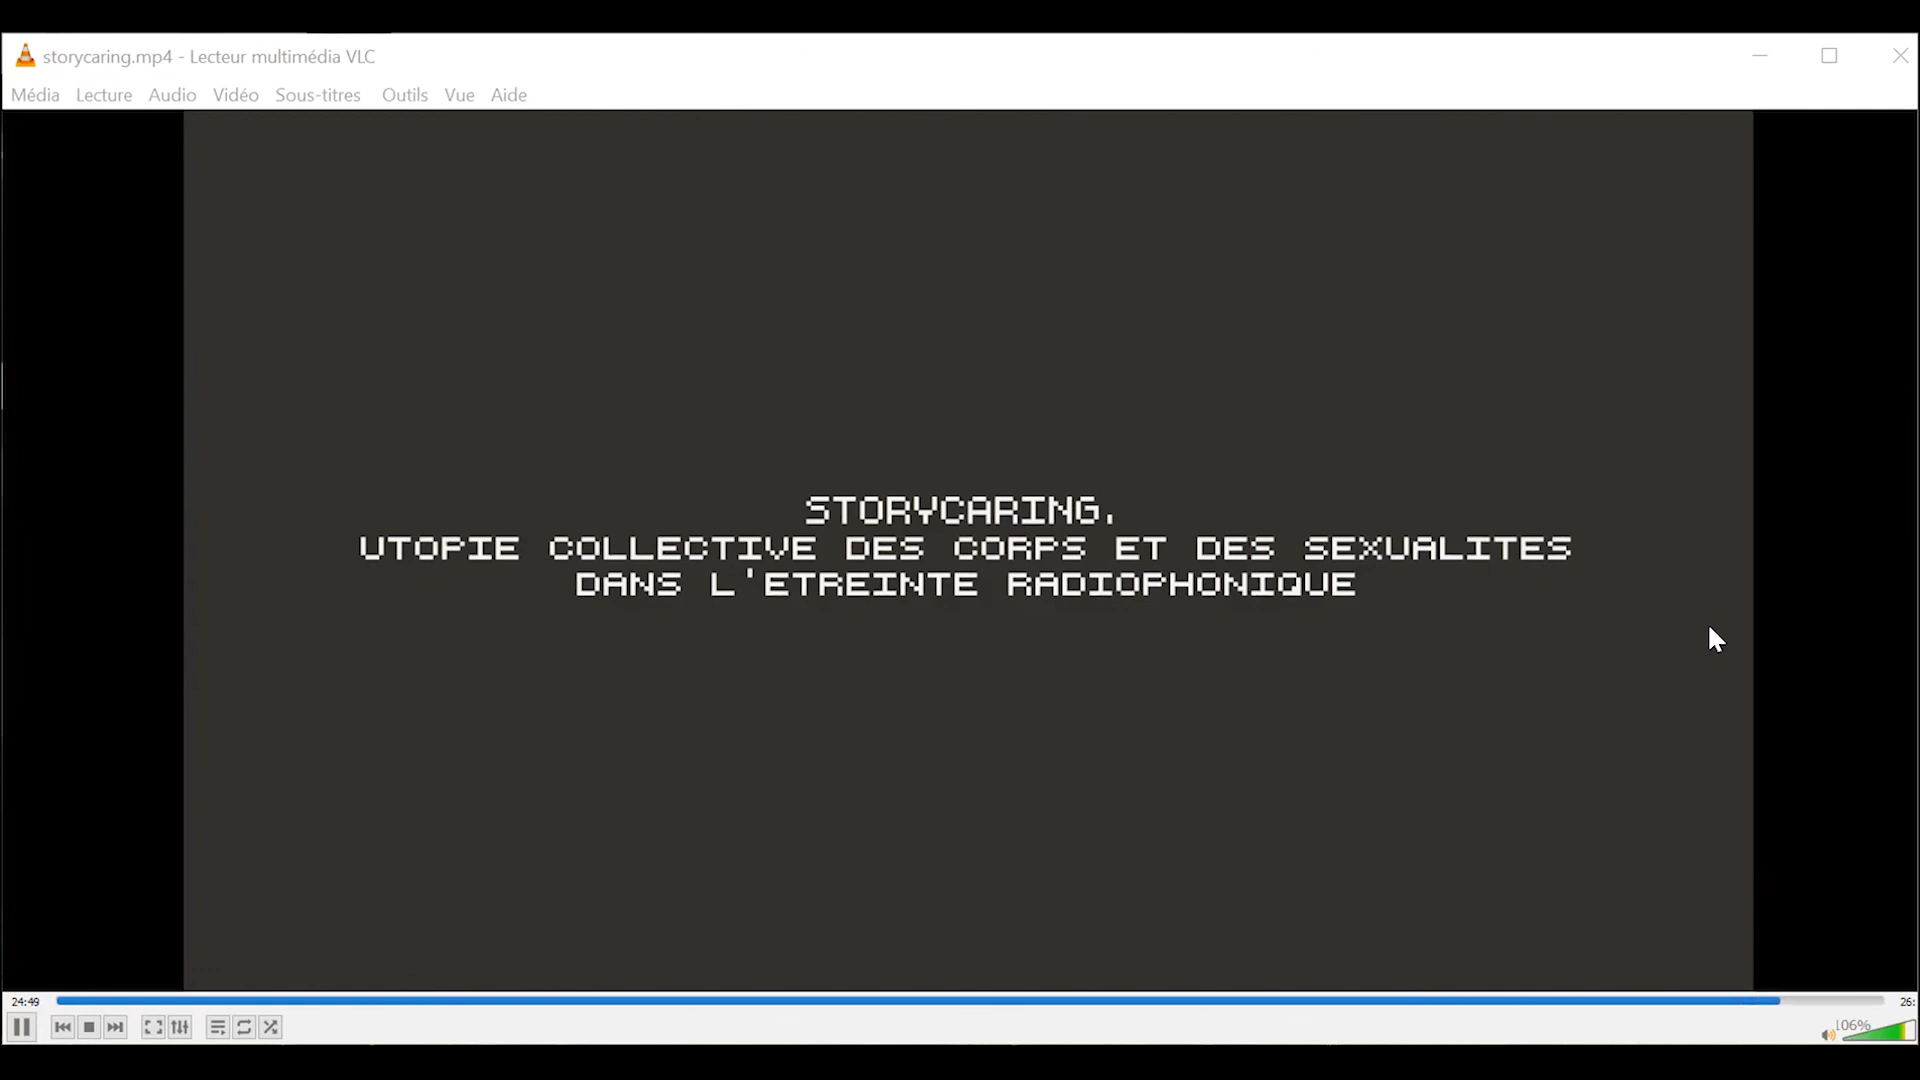 storycaring.mp4 - Lecteur multimédia VLC
Média Lecture Audio Vidéo Sous-titres Outils Vue Aide
STORYCARING.
UTOPIE COLLECTIVE DES CORPS ET DES SEXUALITES
DANS L'ETREINTE RADIOPHONIQUE
24:49 26:
106%